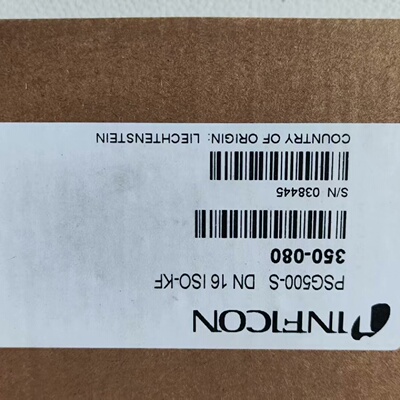 INFICON
PSG500-S DN 16 ISO-KF
350-080
S/N 038445
COUNTRY OF ORIGIN: LIECHTENSTEIN